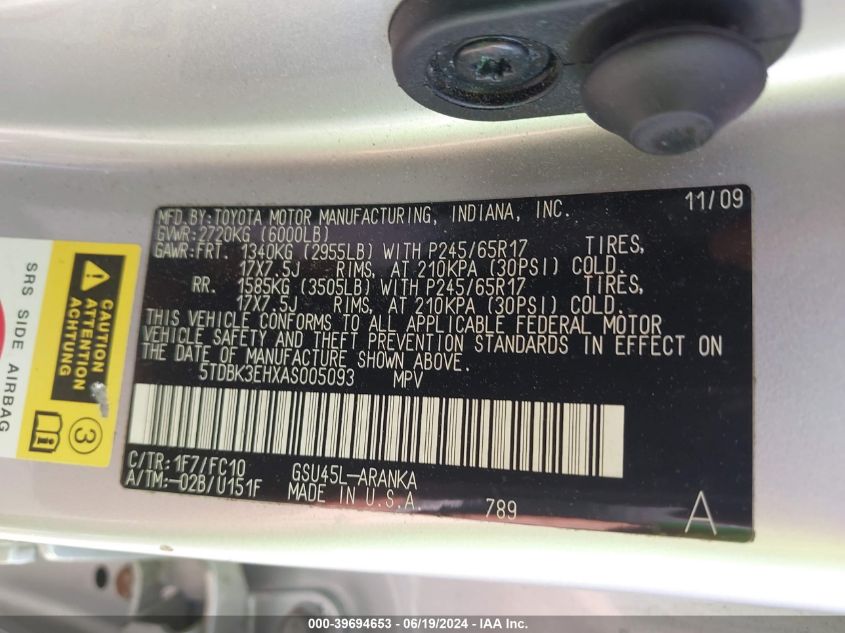 MFD.BY:TOYOTA MOTOR MANUFACTURING, INDIANA, INC. 11/09
GVWR:2720KG (6000LB)
GAWR:FRT. 1340KG (2955LB) WITH P245/65R17 TIRES,
17X7.5J RIMS, AT 210KPA (30PSI) COLD.
RR. 1585KG (3505LB) WITH P245/65R17 TIRES,
17X7.5J RIMS, AT 210KPA (30PSI) COLD.
THIS VEHICLE CONFORMS TO ALL APPLICABLE FEDERAL MOTOR
VEHICLE SAFETY AND THEFT PREVENTION STANDARDS IN EFFECT ON
THE DATE OF MANUFACTURE SHOWN ABOVE.
5TDBK3EHXAS005093 MPV
C/TR:1F7/FC10 GSU45L-ARANKA
A/TM:-02B/U151F MADE IN U.S.A. 789 A
SRS SIDE AIRBAG
CAUTION
ATTENTION
ACHTUNG
3
i
000-39694653 - 06/19/2024 - IAA Inc.